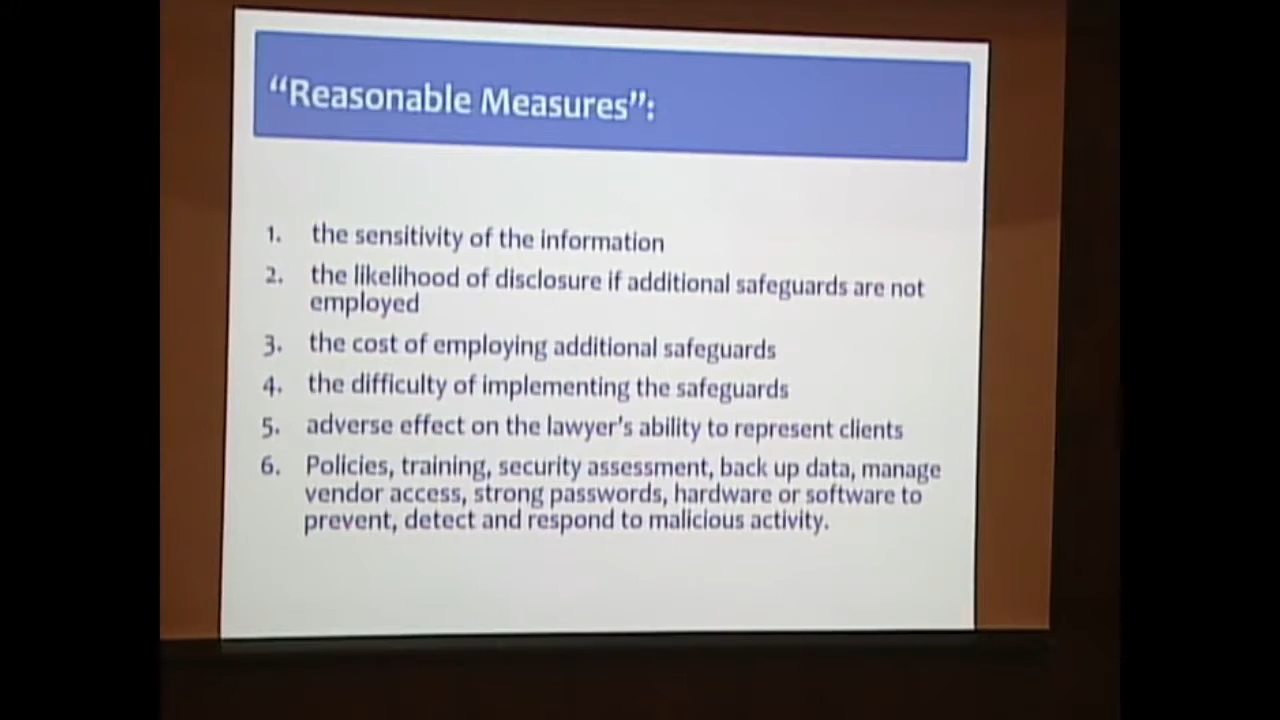 “Reasonable Measures”:
1. the sensitivity of the information
2. the likelihood of disclosure if additional safeguards are not
employed
3. the cost of employing additional safeguards
4. the difficulty of implementing the safeguards
5. adverse effect on the lawyer’s ability to represent clients
6. Policies, training, security assessment, back up data, manage
vendor access, strong passwords, hardware or software to
prevent, detect and respond to malicious activity.